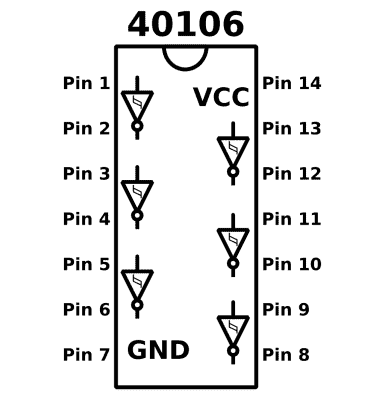 40106
Pin 1
Pin 14
VCC
Pin 2
Pin 13
Pin 3
Pin 12
Pin 4
Pin 11
Pin 5
Pin 10
Pin 6
Pin 9
Pin 7
GND
Pin 8